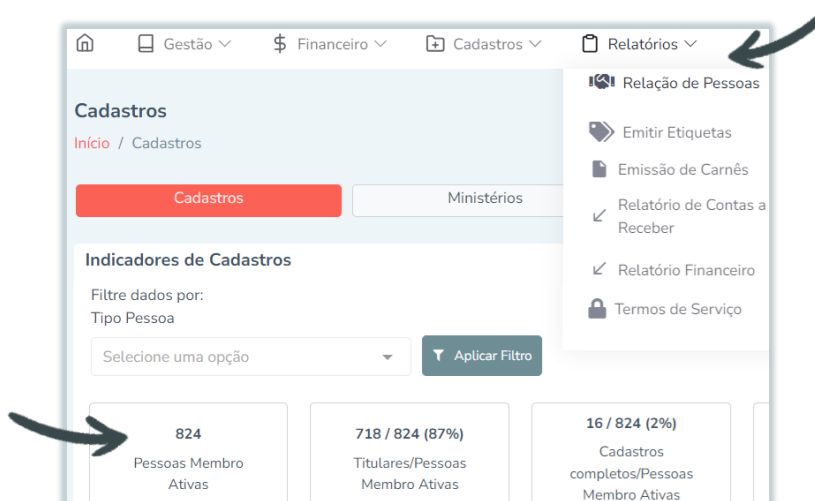 Gestão
Financeiro
Cadastros
Relatórios
Relação de Pessoas
Emitir Etiquetas
Emissão de Carnês
Relatório de Contas a
Receber
Relatório Financeiro
Termos de Serviço
Cadastros
Início / Cadastros
Cadastros
Ministérios
Indicadores de Cadastros
Filtre dados por:
Tipo Pessoa
Selecione uma opção
Aplicar Filtro
824
Pessoas Membro
Ativas
718 / 824 (87%)
Titulares/Pessoas
Membro Ativas
16 / 824 (2%)
Cadastros
completos/Pessoas
Membro Ativas